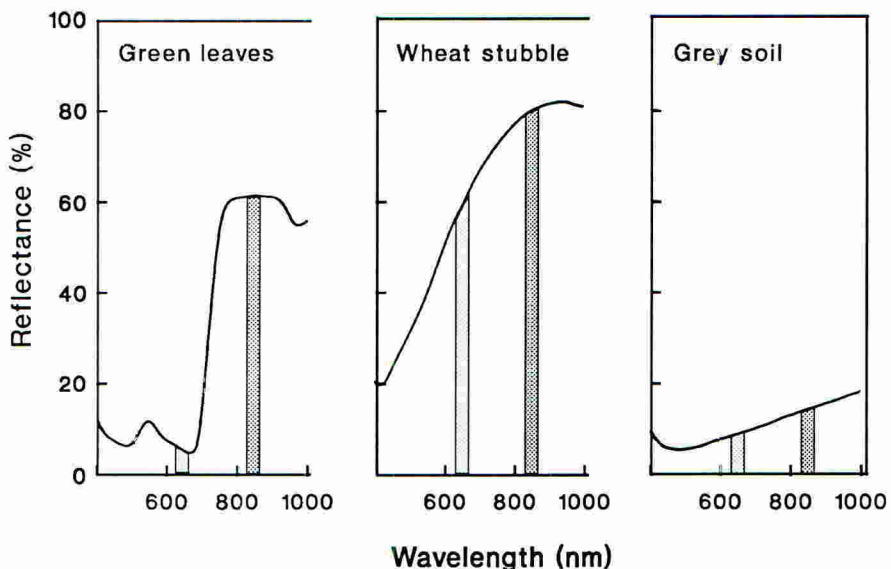 Green leaves
Wheat stubble
Grey soil
Reflectance (%)
100
80
60
40
20
0
600 800 1000
600 800 1000
600 800 1000
Wavelength (nm)